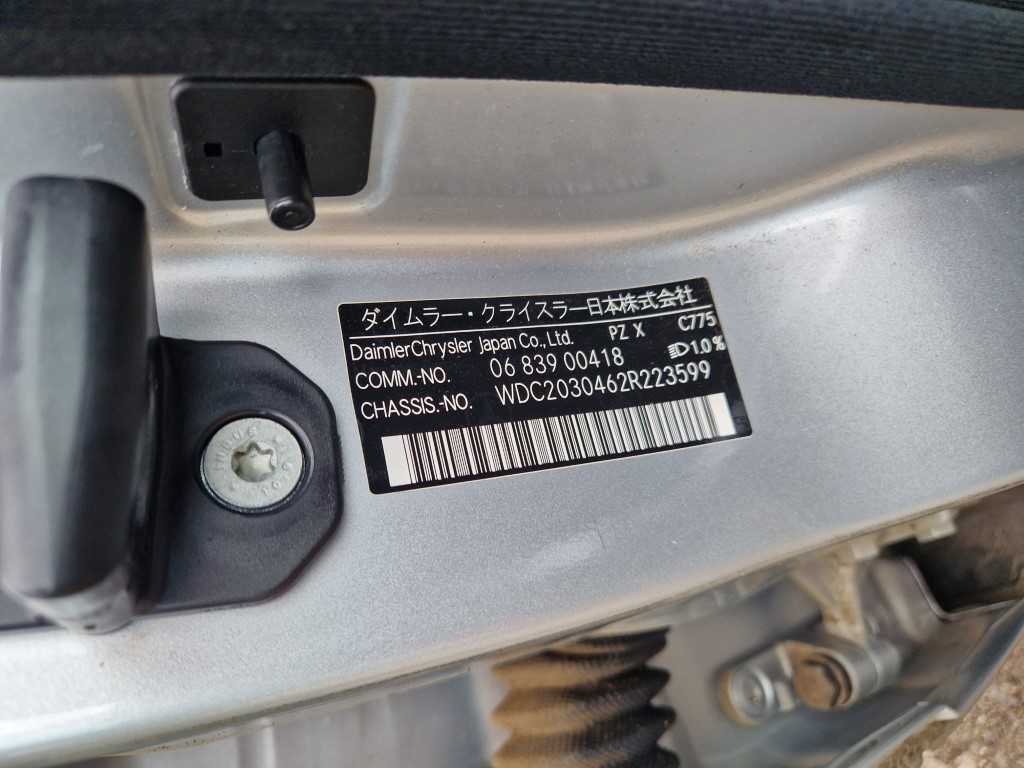 ダイムラー・クライスラー日本株式会社
DaimlerChrysler Japan Co., Ltd. PZ X C775
COMM.-NO. 06 839 00418 1.0%
CHASSIS.-NO. WDC2030462R223599